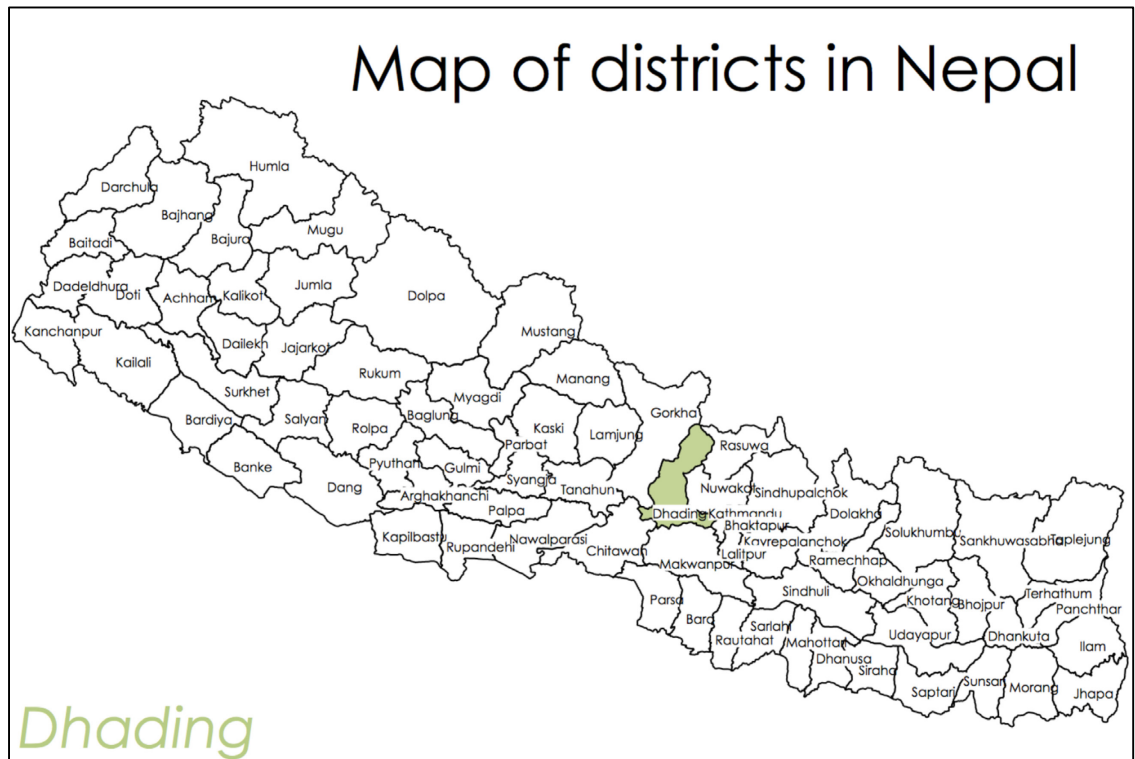 Map of districts in Nepal
Humla
Darchula
Bajhang
Mugu
Bajura
Baitadi
Dadeldhura
Doti
Achham
Kalikot
Jumla
Dolpa
Kanchanpur
Mustang
Dailekh
Jajarkot
Kailali
Rukum
Manang
Surkhet
Myagdi
Bardiya
Salyan
Baglung
Gorkha
Rolpa
Kaski
Lamjung
Parbat
Rasuwa
Banke
Pyuthan
Gulmi
Dang
Syangja
Tanahun
Nuwakot
Sindhupalchok
Arghakhanchi
Palpa
Dhading
Kathmandu
Dolakha
Bhaktapur
Solukhumbu
Sankhuwasabha
Taplejung
Kapilbastu
Rupandehi
Nawalparasi
Chitawan
Kavrepalanchok
Lalitpur
Makwanpur
Ramechhap
Okhaldhunga
Sindhuli
Terhathum
Parsa
Khotang
Bhojpur
Panchthar
Bara
Sarlahi
Rautahat
Mahottari
Udayapur
Dhankuta
Ilam
Dhanusa
Siraha
Saptari
Sunsari
Morang
Jhapa
Dhading